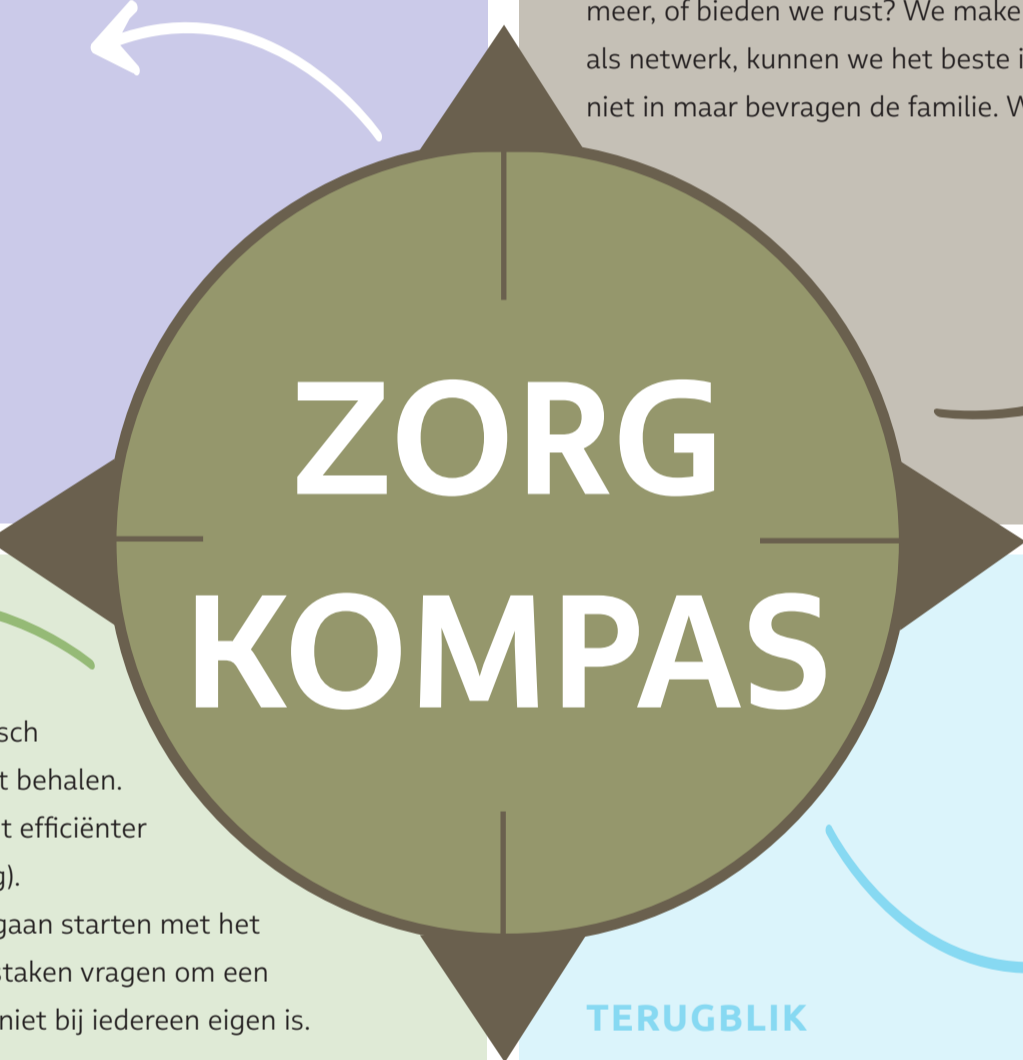 meer, of bieden we rust? We make
als netwerk, kunnen we het beste i
niet in maar bevragen de familie. W
ZORG
KOMPAS
sch
t behalen.
t efficiënter
g).
gaan starten met het
staken vragen om een
niet bij iedereen eigen is.
TERUGBLIK